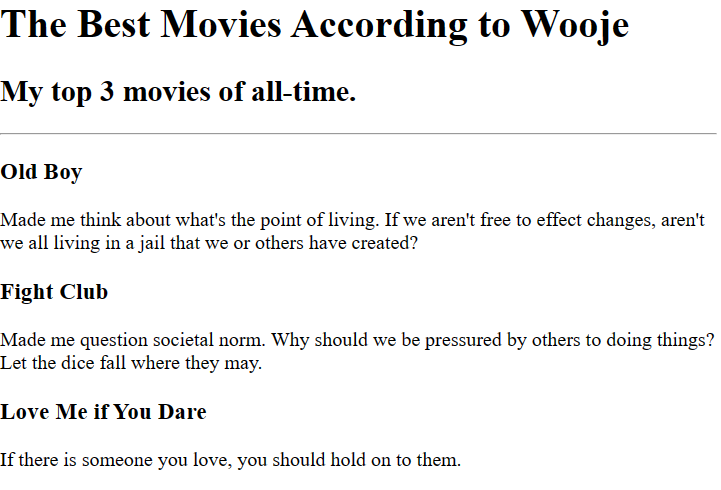 The Best Movies According to Wooje
My top 3 movies of all-time.
Old Boy
Made me think about what's the point of living. If we aren't free to effect changes, aren't
we all living in a jail that we or others have created?
Fight Club
Made me question societal norm. Why should we be pressured by others to doing things?
Let the dice fall where they may.
Love Me if You Dare
If there is someone you love, you should hold on to them.